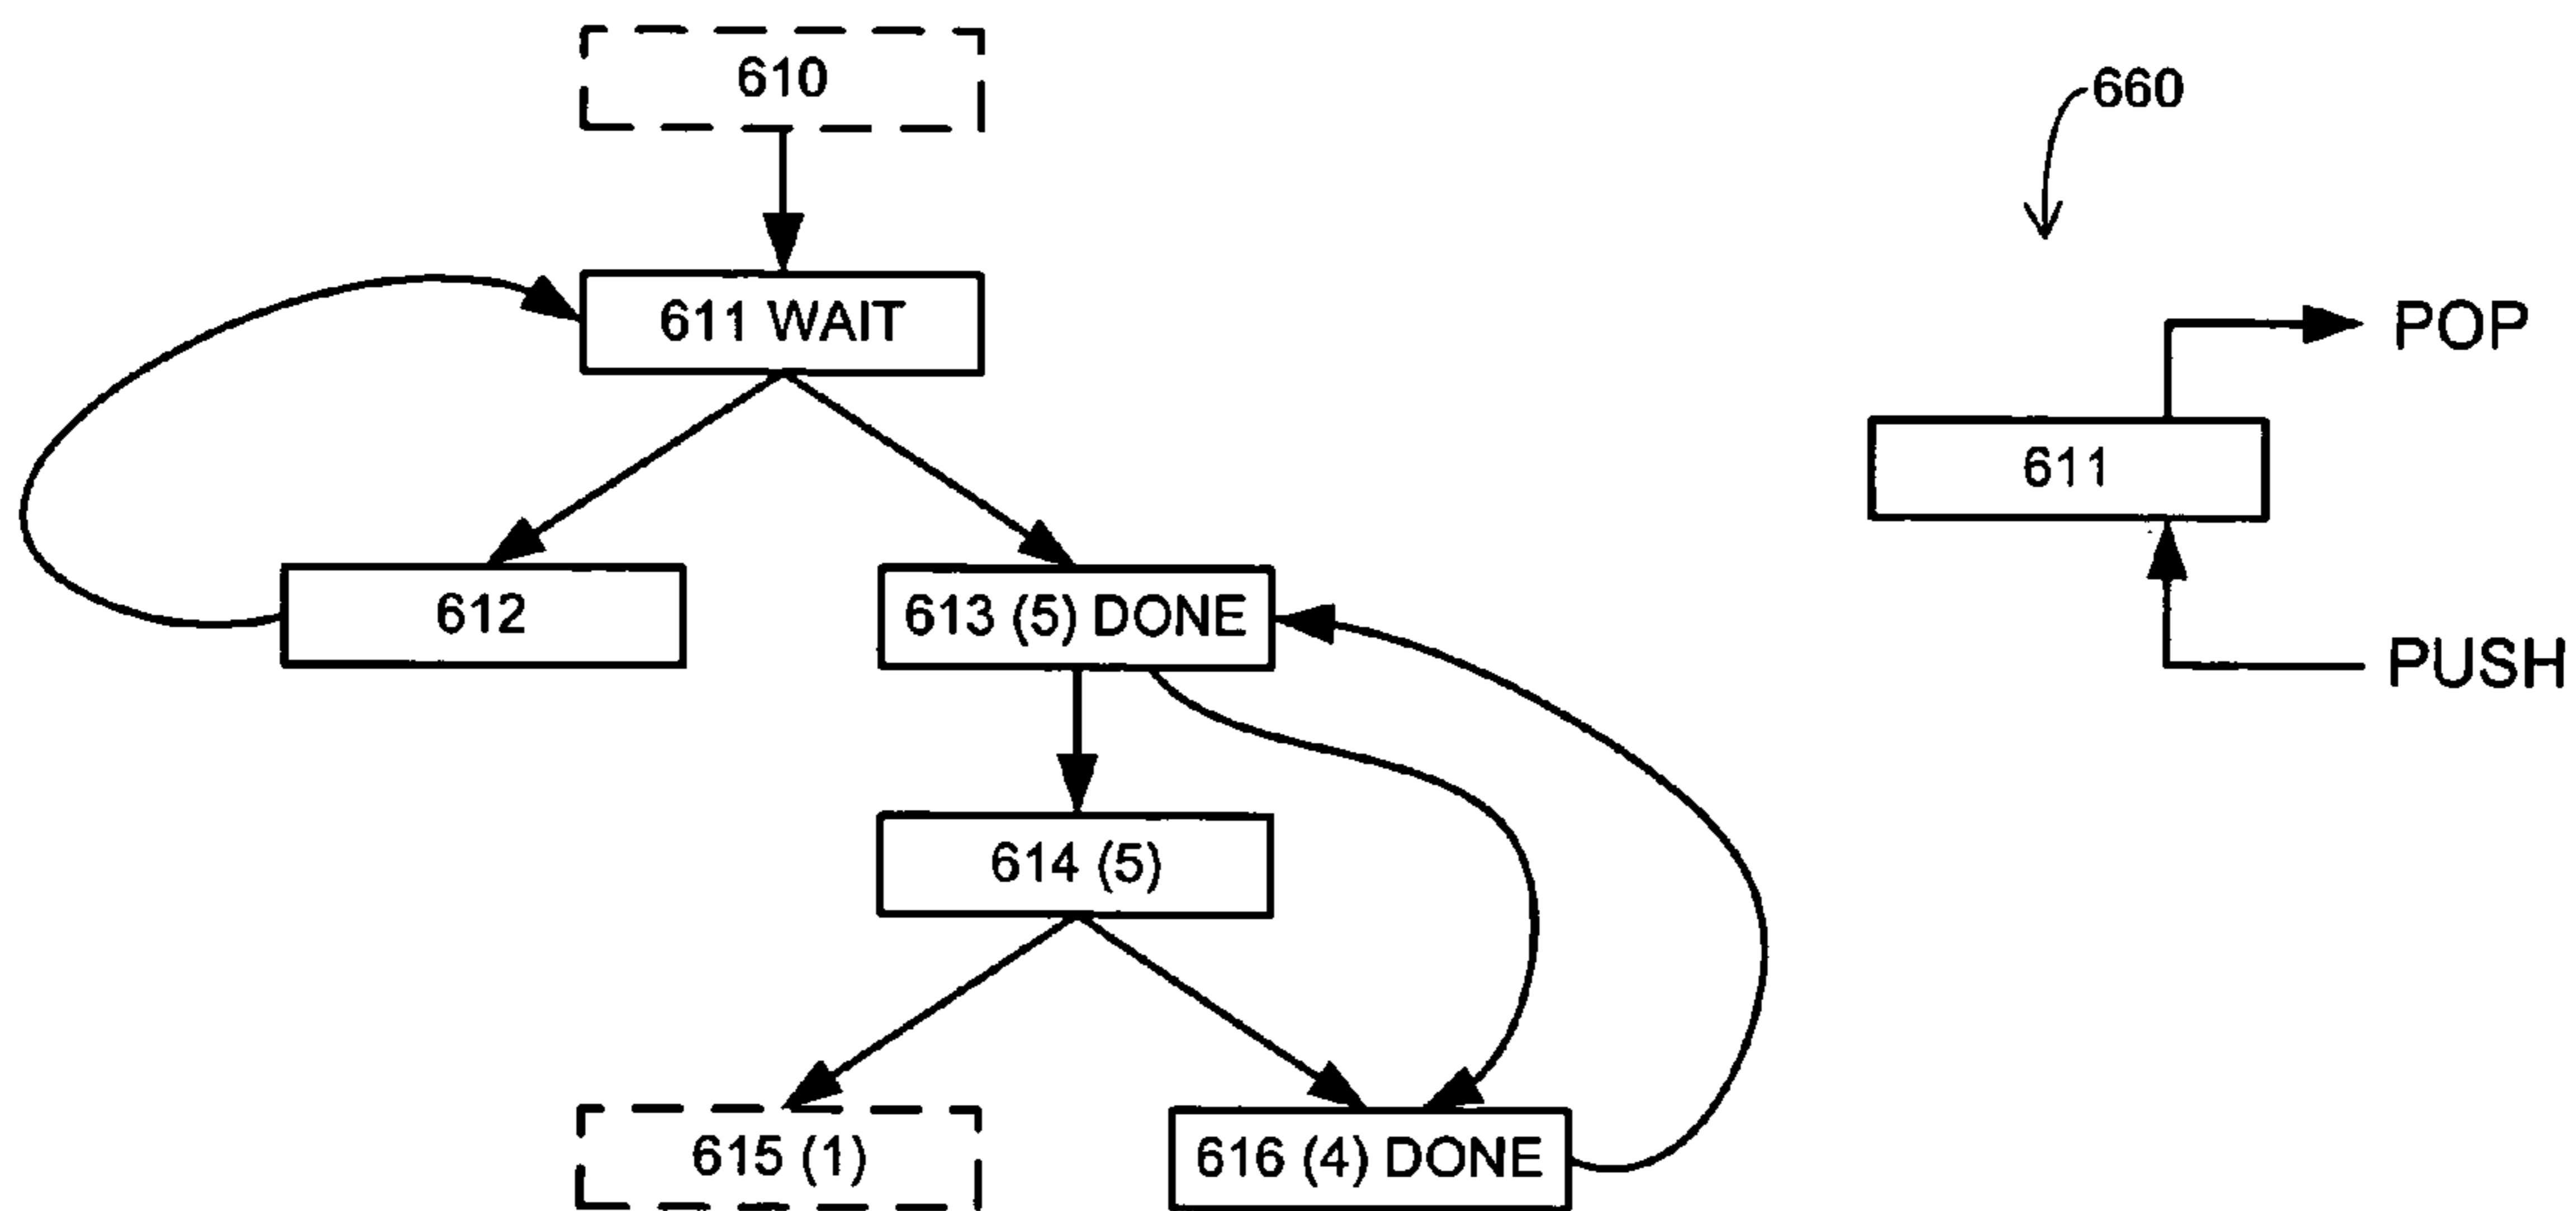 610
660
611 WAIT
POP
611
612
613 (5) DONE
PUSH
614 (5)
615 (1)
616 (4) DONE